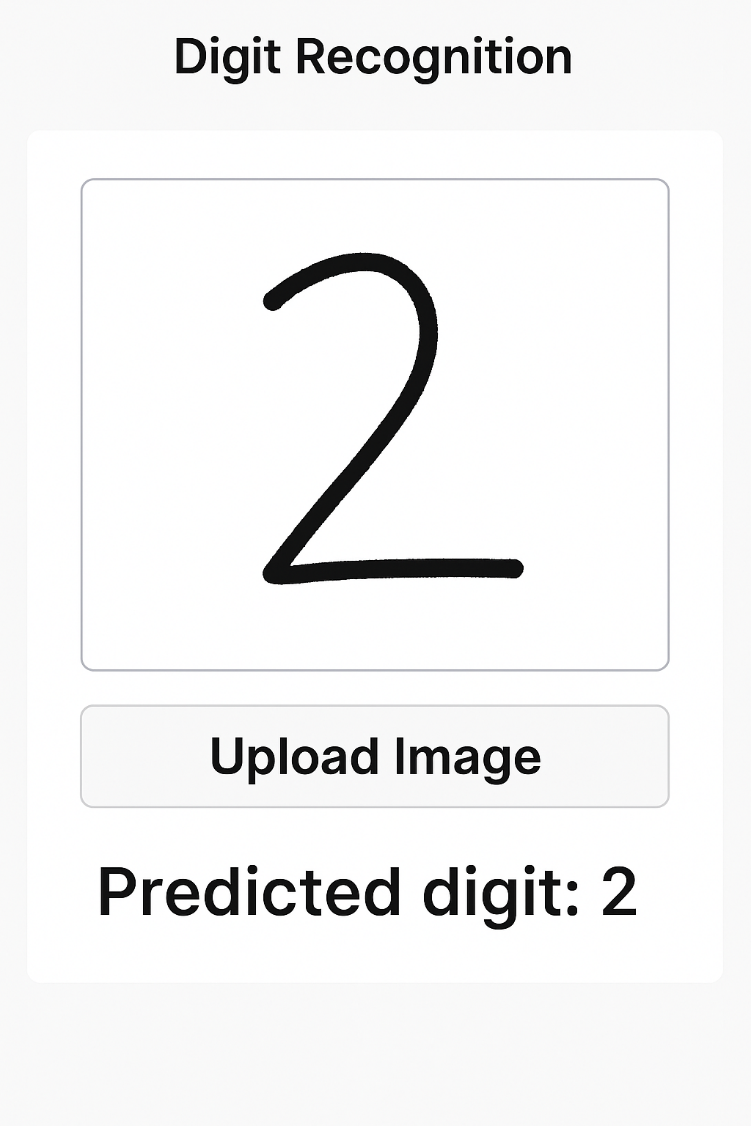 Digit Recognition
2
Upload Image
Predicted digit: 2